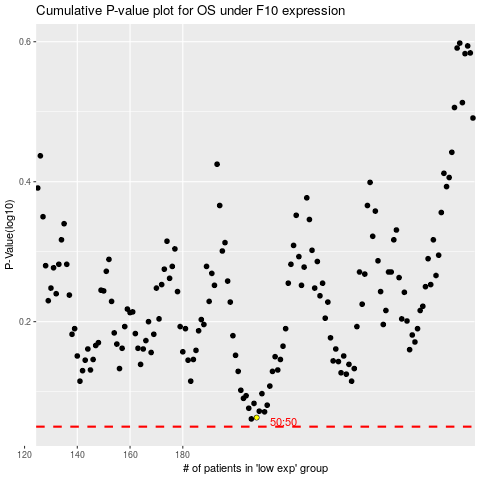 Cumulative P-value plot for OS under F10 expression
P-Value(log10)
0.6
0.4
0.2
50:50
120 140 160 180
# of patients in 'low exp' group